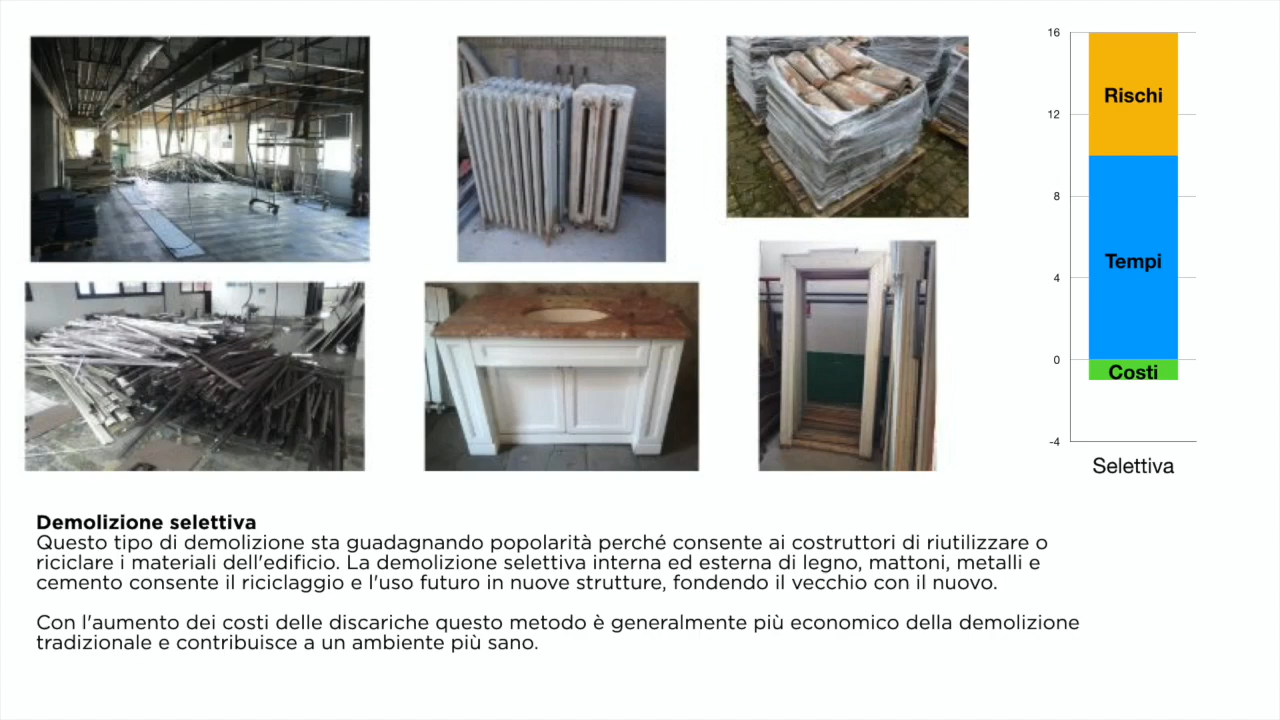 16
Rischi
12
8
Tempi
4
0
Costi
-4
Selettiva
Demolizione selettiva
Questo tipo di demolizione sta guadagnando popolarità perché consente ai costruttori di riutilizzare o
riciclare i materiali dell'edificio. La demolizione selettiva interna ed esterna di legno, mattoni, metalli e
cemento consente il riciclaggio e l'uso futuro in nuove strutture, fondendo il vecchio con il nuovo.
Con l'aumento dei costi delle discariche questo metodo è generalmente più economico della demolizione
tradizionale e contribuisce a un ambiente più sano.